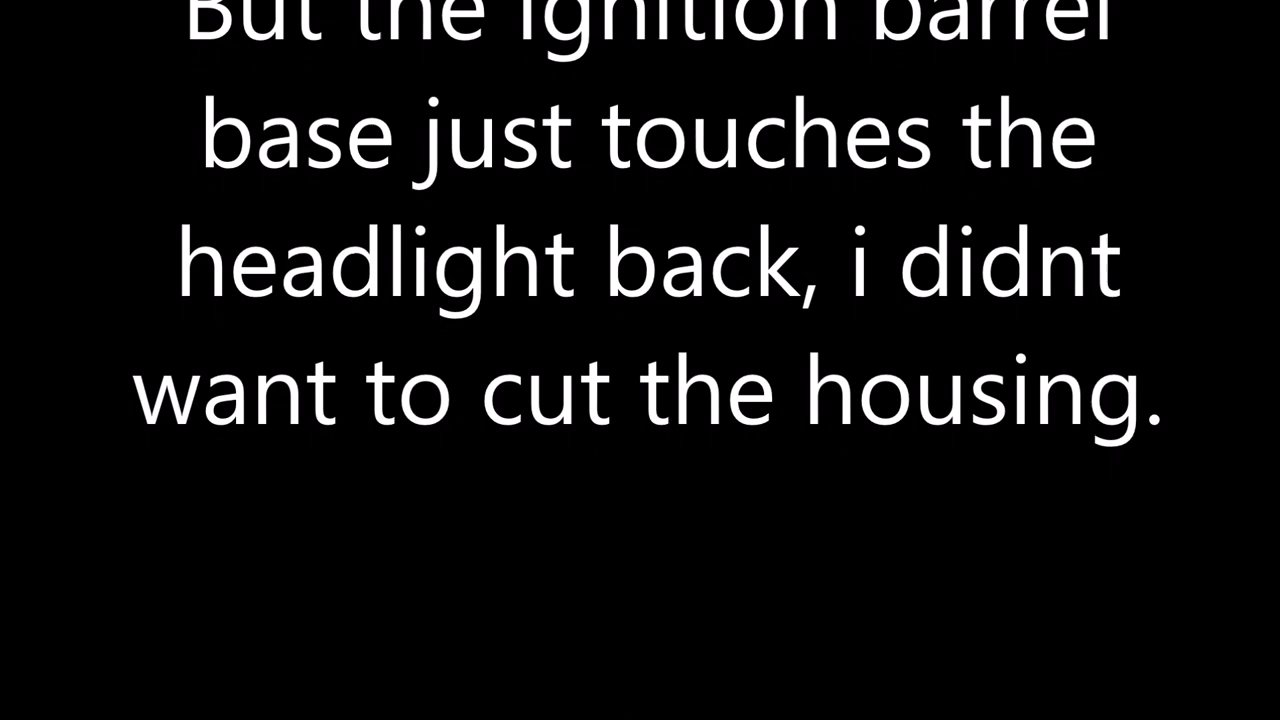 But the ignition barrel
base just touches the
headlight back, i didnt
want to cut the housing.